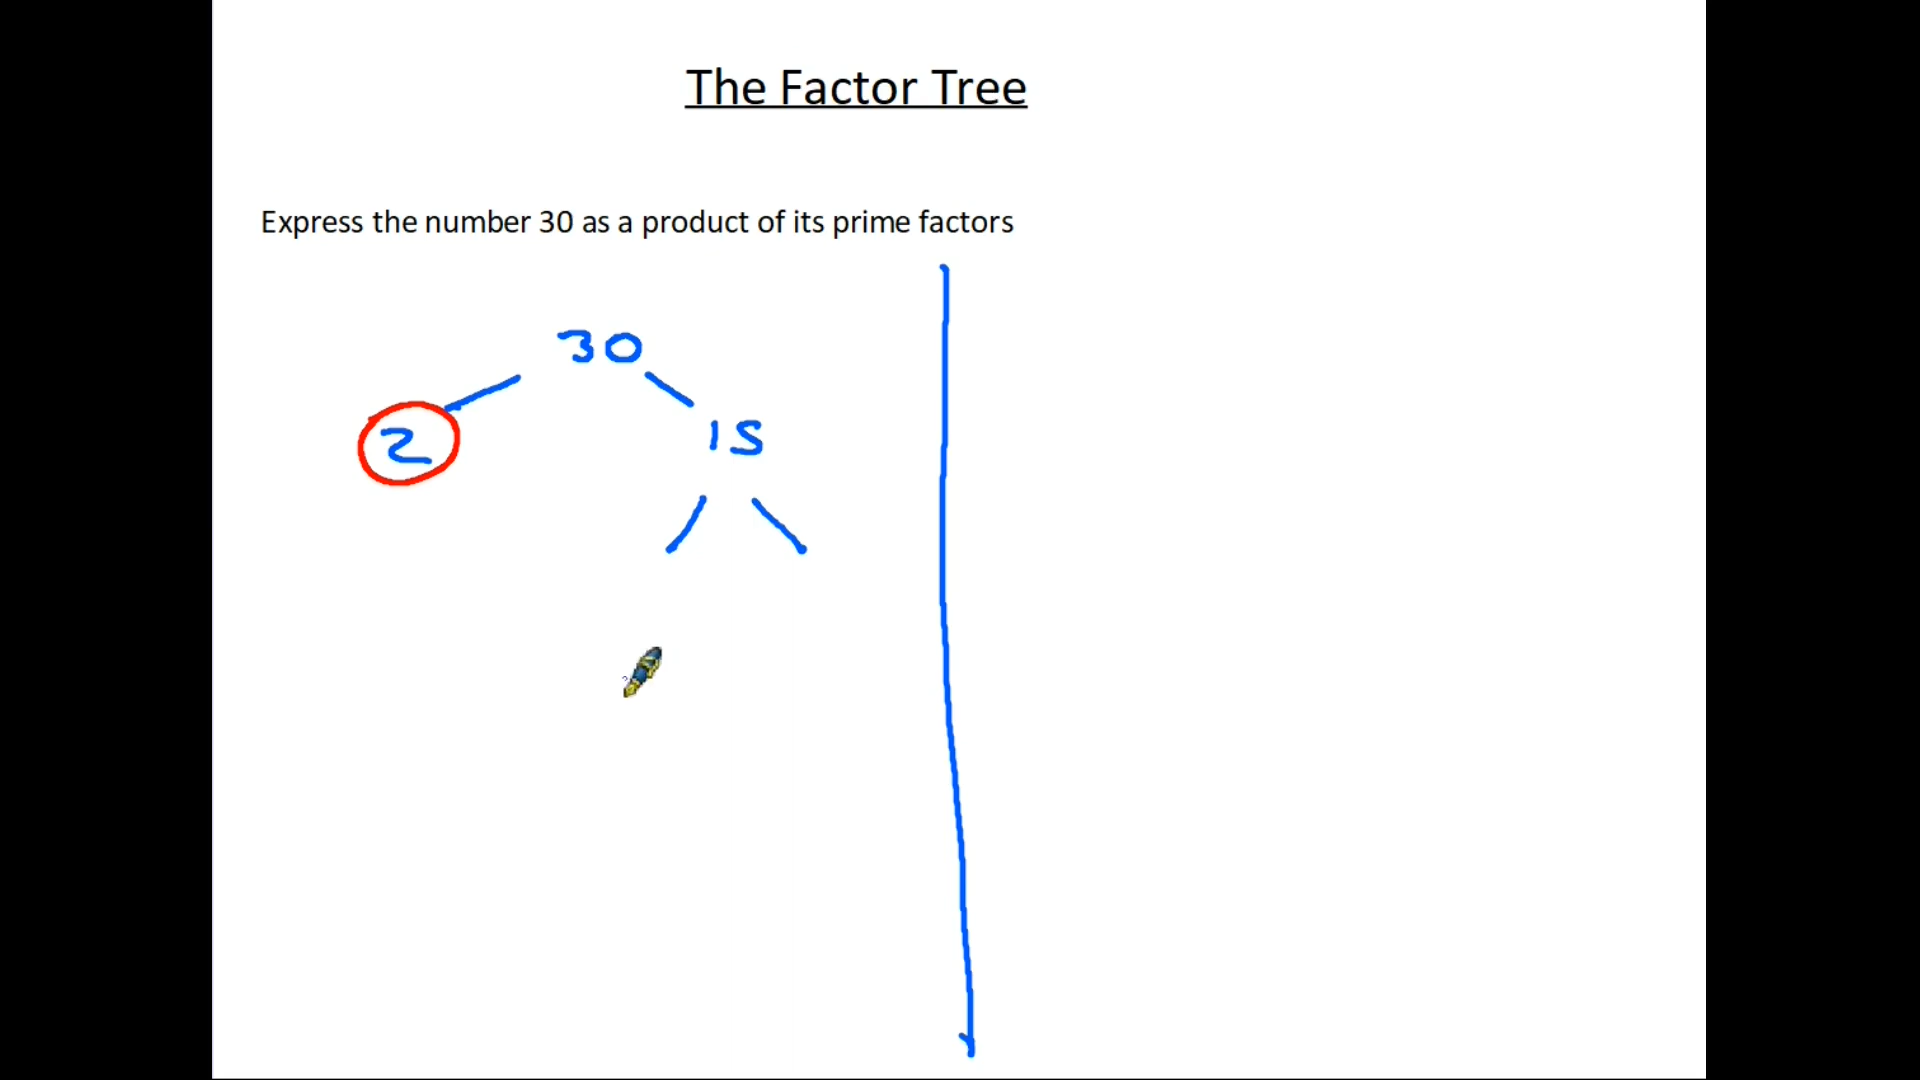 The Factor Tree
Express the number 30 as a product of its prime factors
30
2 15